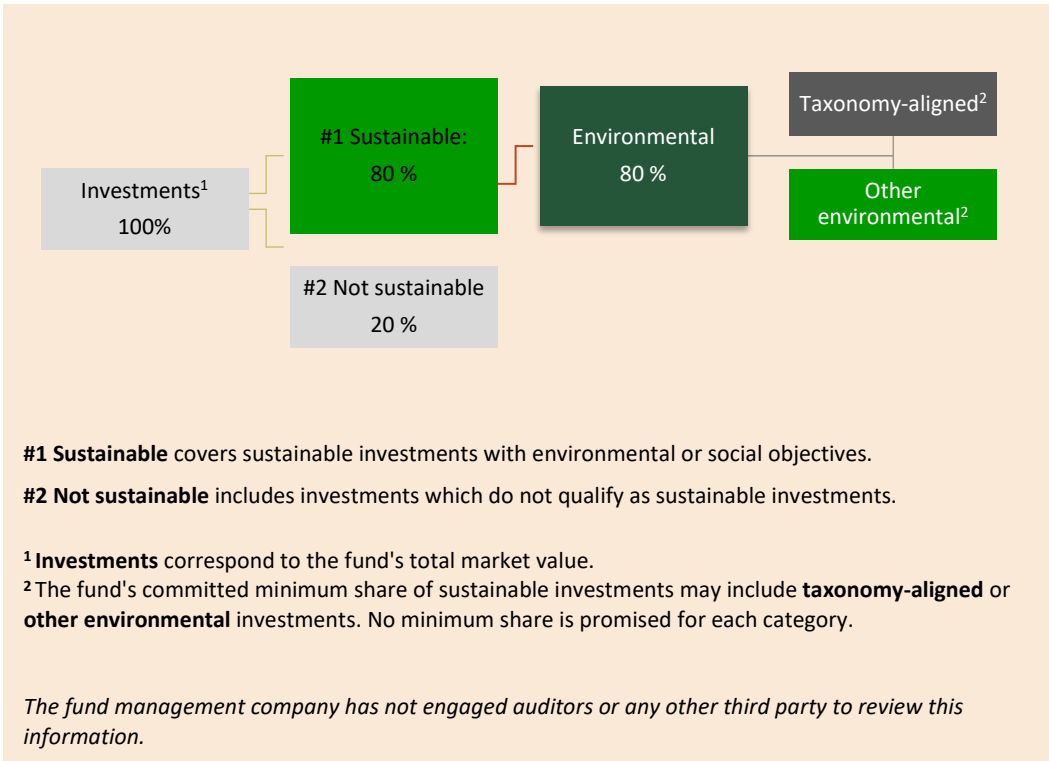 Investments¹
100%
#1 Sustainable:
80 %
#2 Not sustainable
20 %
Environmental
80 %
Taxonomy-aligned²
Other
environmental²
#1 Sustainable covers sustainable investments with environmental or social objectives.
#2 Not sustainable includes investments which do not qualify as sustainable investments.
¹ Investments correspond to the fund's total market value.
² The fund's committed minimum share of sustainable investments may include taxonomy-aligned or
other environmental investments. No minimum share is promised for each category.
The fund management company has not engaged auditors or any other third party to review this
information.